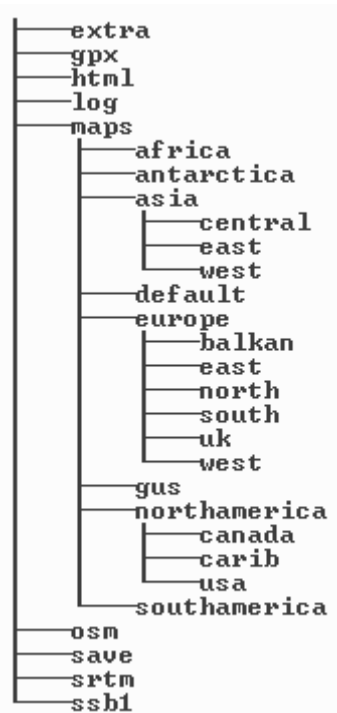 extra
gpx
html
log
maps
africa
antarctica
asia
central
east
west
default
europe
balkan
east
north
south
uk
west
gus
northamerica
canada
carib
usa
southamerica
osm
save
srtm
ssb1